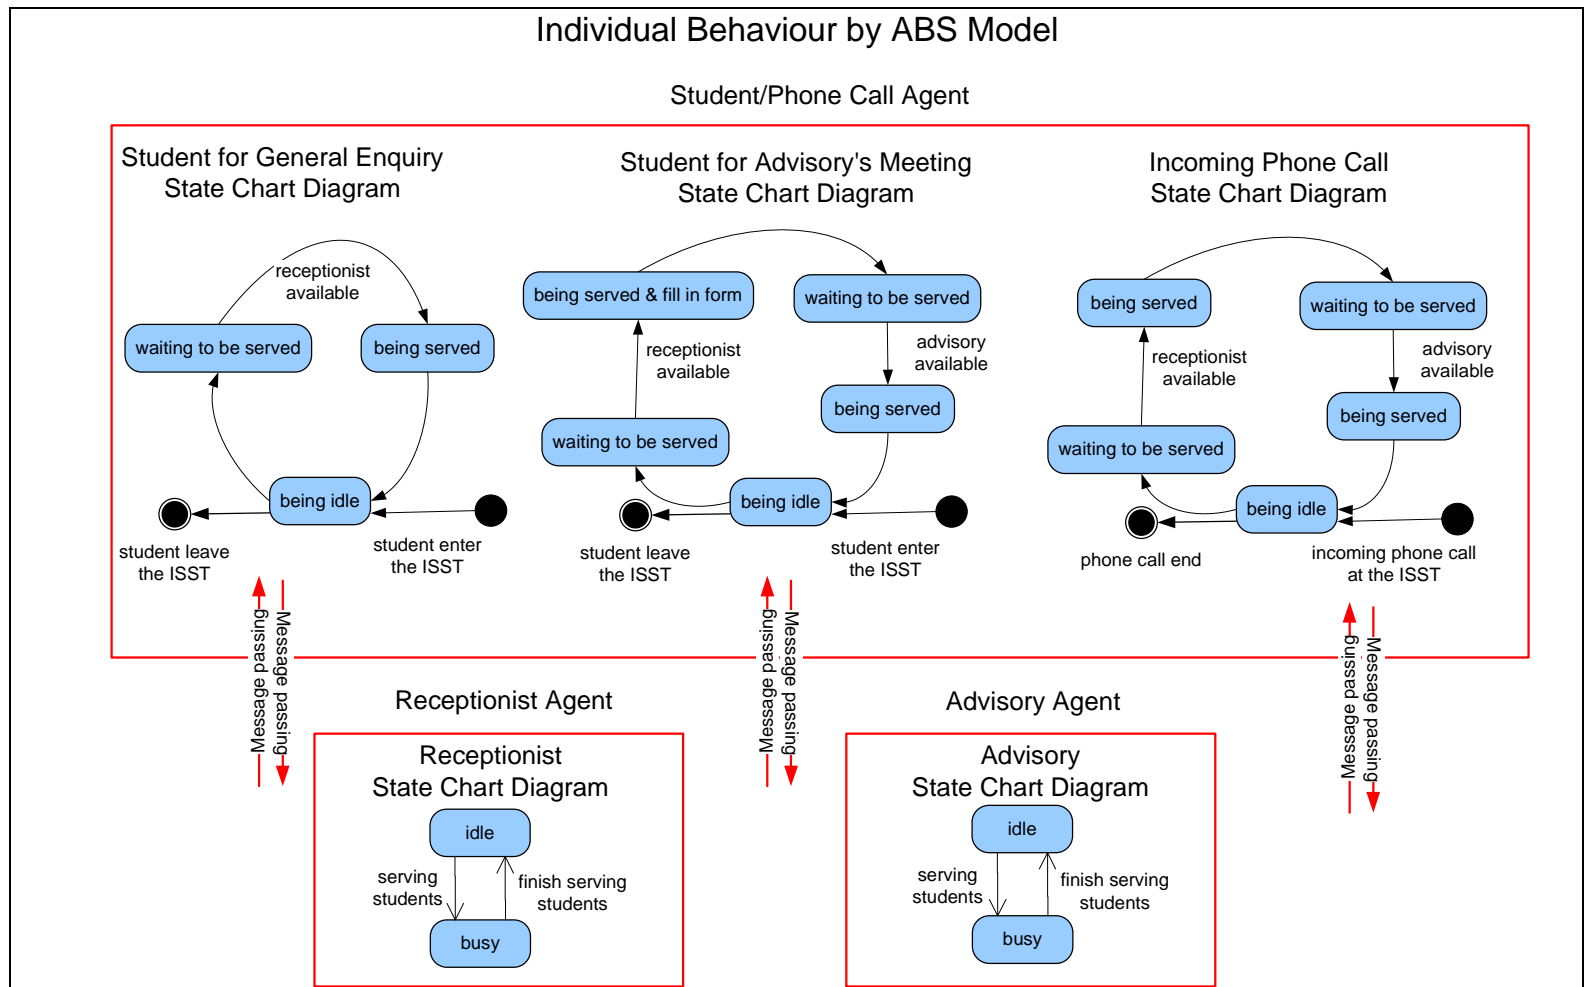 Individual Behaviour by ABS Model
Student/Phone Call Agent
Student for General Enquiry
State Chart Diagram
receptionist
available
waiting to be served
being served
being idle
student leave
the ISST
student enter
the ISST
Student for Advisory's Meeting
State Chart Diagram
being served & fill in form
waiting to be served
receptionist
available
advisory
available
being served
waiting to be served
being idle
student leave
the ISST
student enter
the ISST
Incoming Phone Call
State Chart Diagram
being served
waiting to be served
receptionist
available
advisory
available
being served
waiting to be served
being idle
phone call end
incoming phone call
at the ISST
Message passing
Message passing
Message passing
Message passing
Message passing
Message passing
Receptionist Agent
Receptionist
State Chart Diagram
idle
serving
students
finish serving
students
busy
Advisory Agent
Advisory
State Chart Diagram
idle
serving
students
finish serving
students
busy